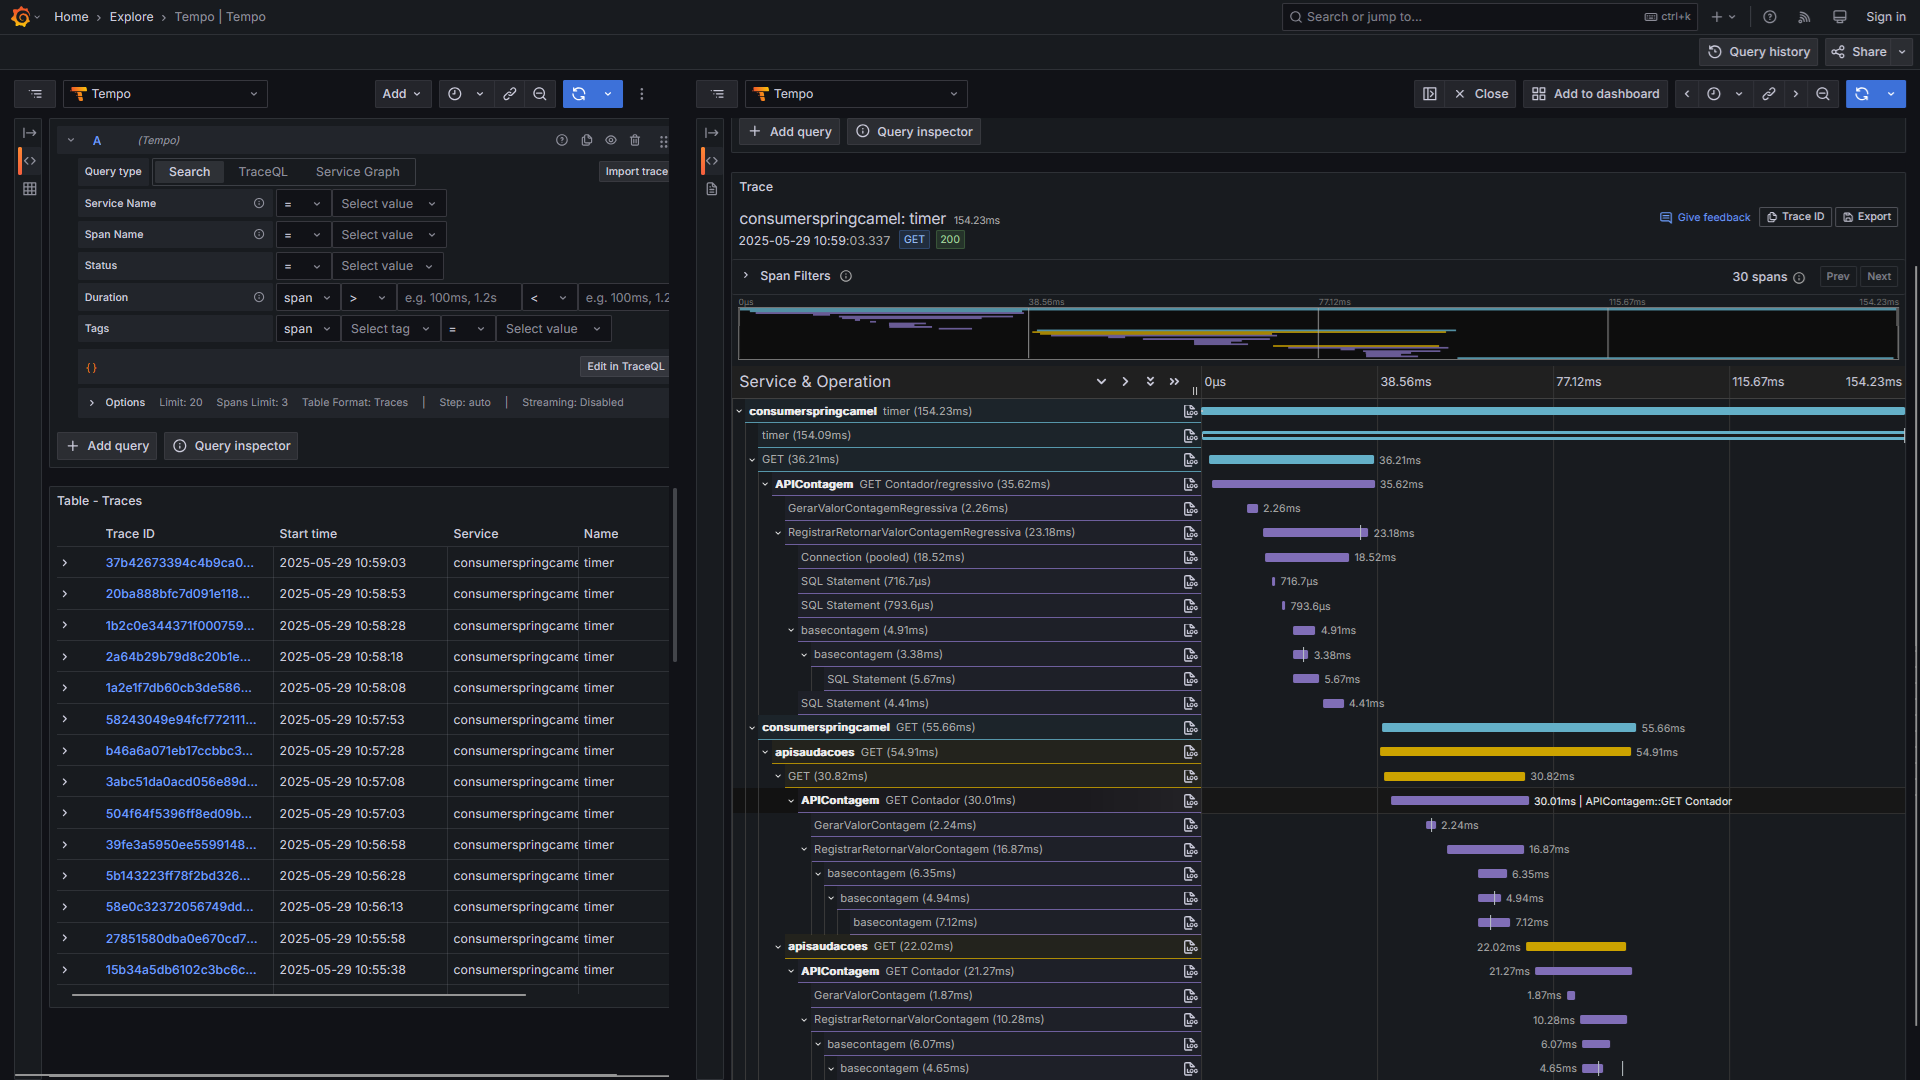 Home › Explore › Tempo | Tempo
Search or jump to...
ctrl+k
Sign in
Query history
Share
Tempo
Add
Tempo
Close
Add to dashboard
A (Tempo)
Query type
Search
TraceQL
Service Graph
Import trace
Service Name
=
Select value
Span Name
=
Select value
Status
=
Select value
Duration
span
>
e.g. 100ms, 1.2s
<
e.g. 100ms, 1.2
Tags
span
Select tag
=
Select value
{}
Edit in TraceQL
Options Limit: 20 Spans Limit: 3 Table Format: Traces | Step: auto | Streaming: Disabled
+ Add query
Query inspector
Table - Traces
Trace ID Start time Service Name
37b42673394c4b9ca0... 2025-05-29 10:59:03 consumerspringcame timer
20ba888bfc7d091e118... 2025-05-29 10:58:53 consumerspringcame timer
1b2c0e344371f000759... 2025-05-29 10:58:28 consumerspringcame timer
2a64b29b79d8c20b1e... 2025-05-29 10:58:18 consumerspringcame timer
1a2e1f7db60cb3de586... 2025-05-29 10:58:08 consumerspringcame timer
58243049e94fcf772111... 2025-05-29 10:57:53 consumerspringcame timer
b46a6a071eb17ccbbc3... 2025-05-29 10:57:28 consumerspringcame timer
3abc51da0acd056e89d... 2025-05-29 10:57:08 consumerspringcame timer
504f64f5396ff8ed09b... 2025-05-29 10:57:03 consumerspringcame timer
39fe3a5950ee5599148... 2025-05-29 10:56:58 consumerspringcame timer
5b143223ff78f2bd326... 2025-05-29 10:56:28 consumerspringcame timer
58e0c32372056749dd... 2025-05-29 10:56:13 consumerspringcame timer
27851580dba0e670cd7... 2025-05-29 10:55:58 consumerspringcame timer
15b34a5db6102c3bc6c... 2025-05-29 10:55:38 consumerspringcame timer
+ Add query
Query inspector
Trace
consumerspringcamel: timer 154.23ms
Give feedback
Trace ID
Export
2025-05-29 10:59:03.337 GET 200
Span Filters
30 spans
Prev
Next
0µs 38.56ms 77.12ms 115.67ms 154.23ms
Service & Operation
0µs 38.56ms 77.12ms 115.67ms 154.23ms
consumerspringcamel timer (154.23ms)
timer (154.09ms)
GET (36.21ms) 36.21ms
APIContagem GET Contador/regressivo (35.62ms) 35.62ms
GerarValorContagemRegressiva (2.26ms) 2.26ms
RegistrarRetornarValorContagemRegressiva (23.18ms) 23.18ms
Connection (pooled) (18.52ms) 18.52ms
SQL Statement (716.7µs) 716.7µs
SQL Statement (793.6µs) 793.6µs
basecontagem (4.91ms) 4.91ms
basecontagem (3.38ms) 3.38ms
SQL Statement (5.67ms) 5.67ms
SQL Statement (4.41ms) 4.41ms
consumerspringcamel GET (55.66ms) 55.66ms
apisaudacoes GET (54.91ms) 54.91ms
GET (30.82ms) 30.82ms
APIContagem GET Contador (30.01ms) 30.01ms | APIContagem::GET Contador
GerarValorContagem (2.24ms) 2.24ms
RegistrarRetornarValorContagem (16.87ms) 16.87ms
basecontagem (6.35ms) 6.35ms
basecontagem (4.94ms) 4.94ms
basecontagem (7.12ms) 7.12ms
apisaudacoes GET (22.02ms) 22.02ms
APIContagem GET Contador (21.27ms) 21.27ms
GerarValorContagem (1.87ms) 1.87ms
RegistrarRetornarValorContagem (10.28ms) 10.28ms
basecontagem (6.07ms) 6.07ms
basecontagem (4.65ms) 4.65ms